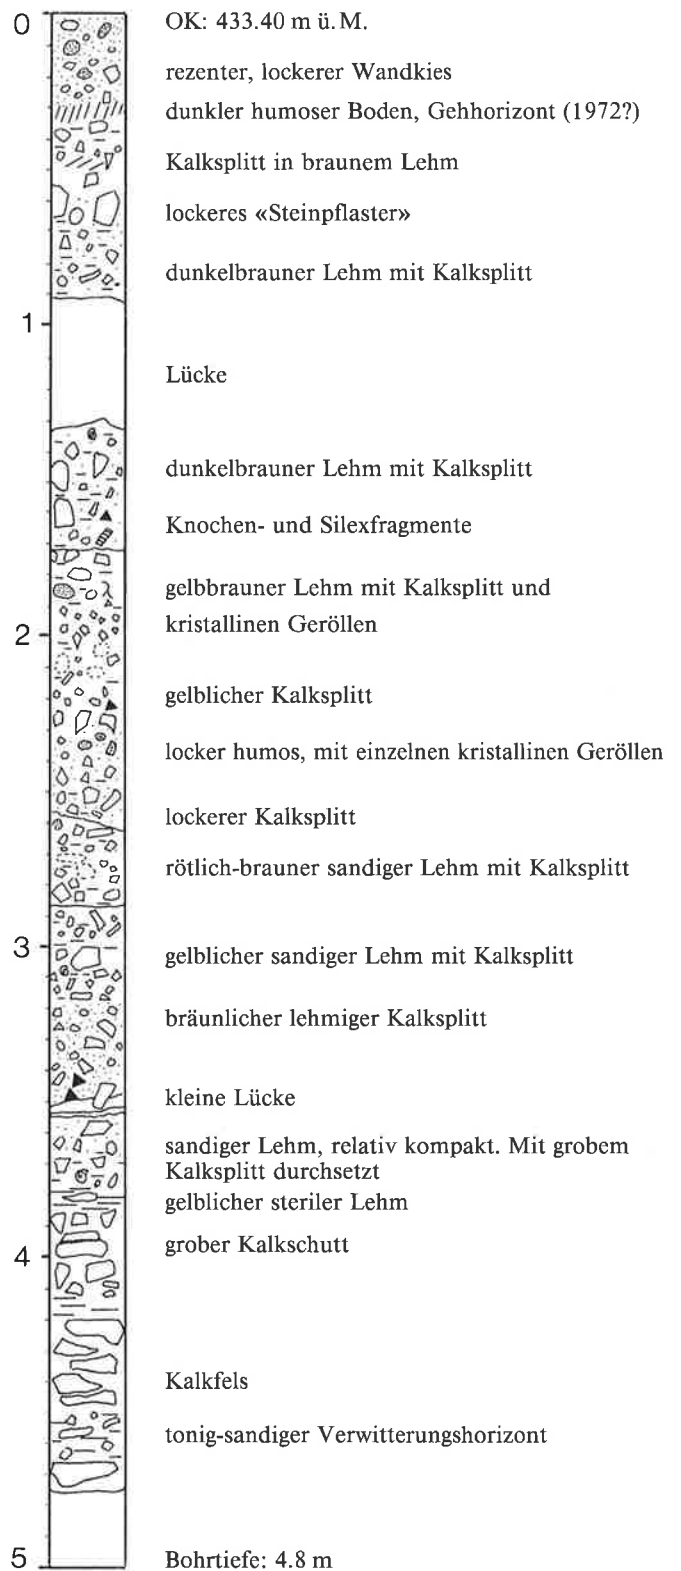 0
OK: 433.40 m ü.M.
rezenter, lockerer Wandkies
dunkler humoser Boden, Gehhorizont (1972?)
Kalksplitt in braunem Lehm
lockeres «Steinpflaster»
dunkelbrauner Lehm mit Kalksplitt
1
Lücke
dunkelbrauner Lehm mit Kalksplitt
Knochen- und Silexfragmente
gelbbrauner Lehm mit Kalksplitt und
kristallinen Geröllen
2
gelblicher Kalksplitt
locker humos, mit einzelnen kristallinen Geröllen
lockerer Kalksplitt
rötlich-brauner sandiger Lehm mit Kalksplitt
3
gelblicher sandiger Lehm mit Kalksplitt
bräunlicher lehmiger Kalksplitt
kleine Lücke
sandiger Lehm, relativ kompakt. Mit grobem
Kalksplitt durchsetzt
gelblicher steriler Lehm
grober Kalkschutt
4
Kalkfels
tonig-sandiger Verwitterungshorizont
5
Bohrtiefe: 4.8 m